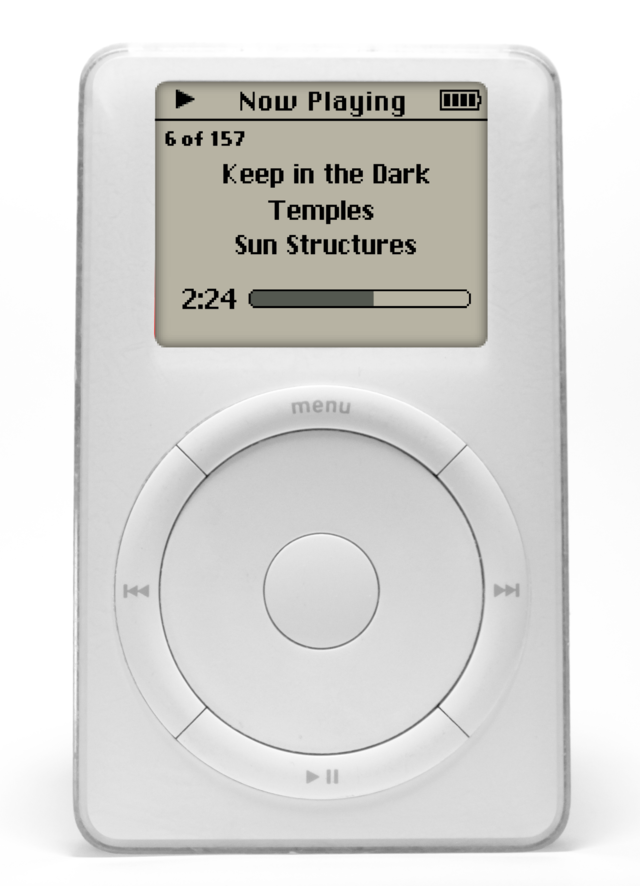 Now Playing
6 of 157
Keep in the Dark
Temples
Sun Structures
2:24
menu